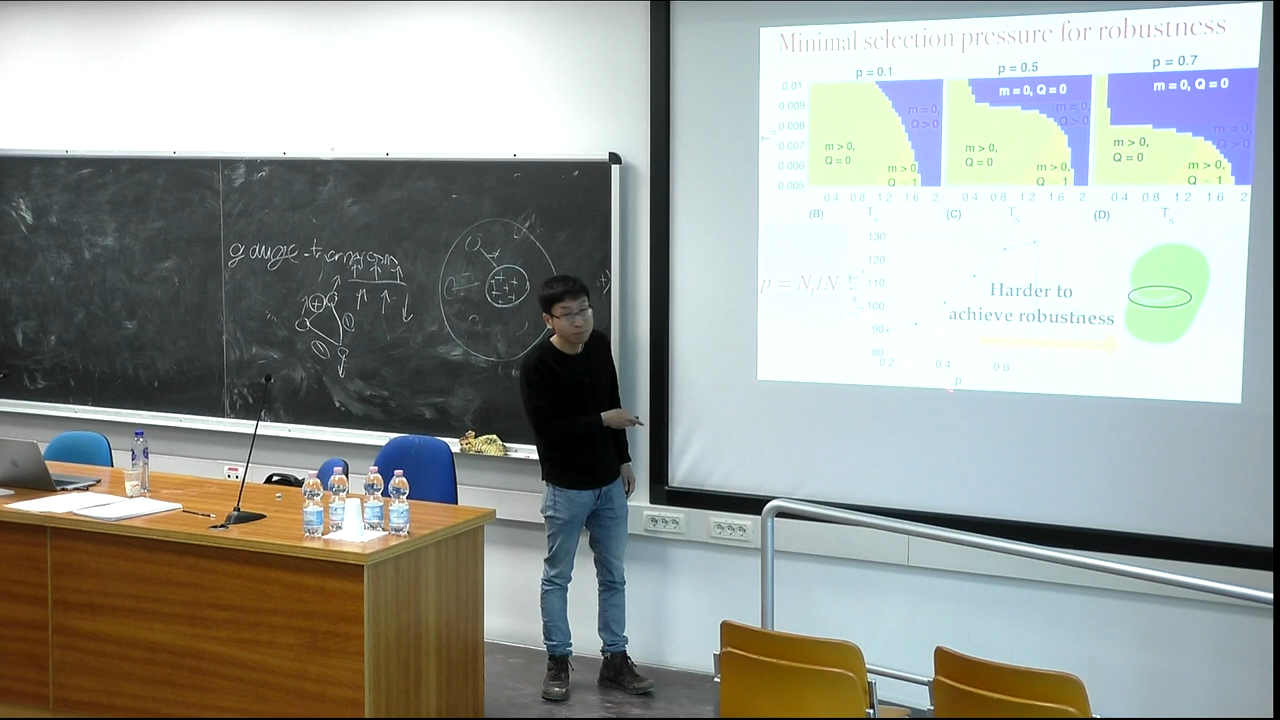 Minimal selection pressure for robustness
p = 0.1
p = 0.5
p = 0.7
0.01
0.009
0.008
0.007
0.006
0.005
m > 0,
Q = 0
m = 0,
Q > 0
m > 0,
Q ~ 1
m = 0, Q = 0
m > 0,
Q = 0
m = 0,
Q > 0
m > 0,
Q ~ 1
m = 0, Q = 0
m > 0,
Q = 0
m = 0,
Q > 0
m > 0,
Q ~ 1
0.4 0.8 1.2 1.6 2
0.4 0.8 1.2 1.6 2
0.4 0.8 1.2 1.6 2
(B) Ts
(C) Ts
(D) Ts
130
120
110
100
90
80
0.2 0.4 0.6
p
Harder to
achieve robustness
gauge